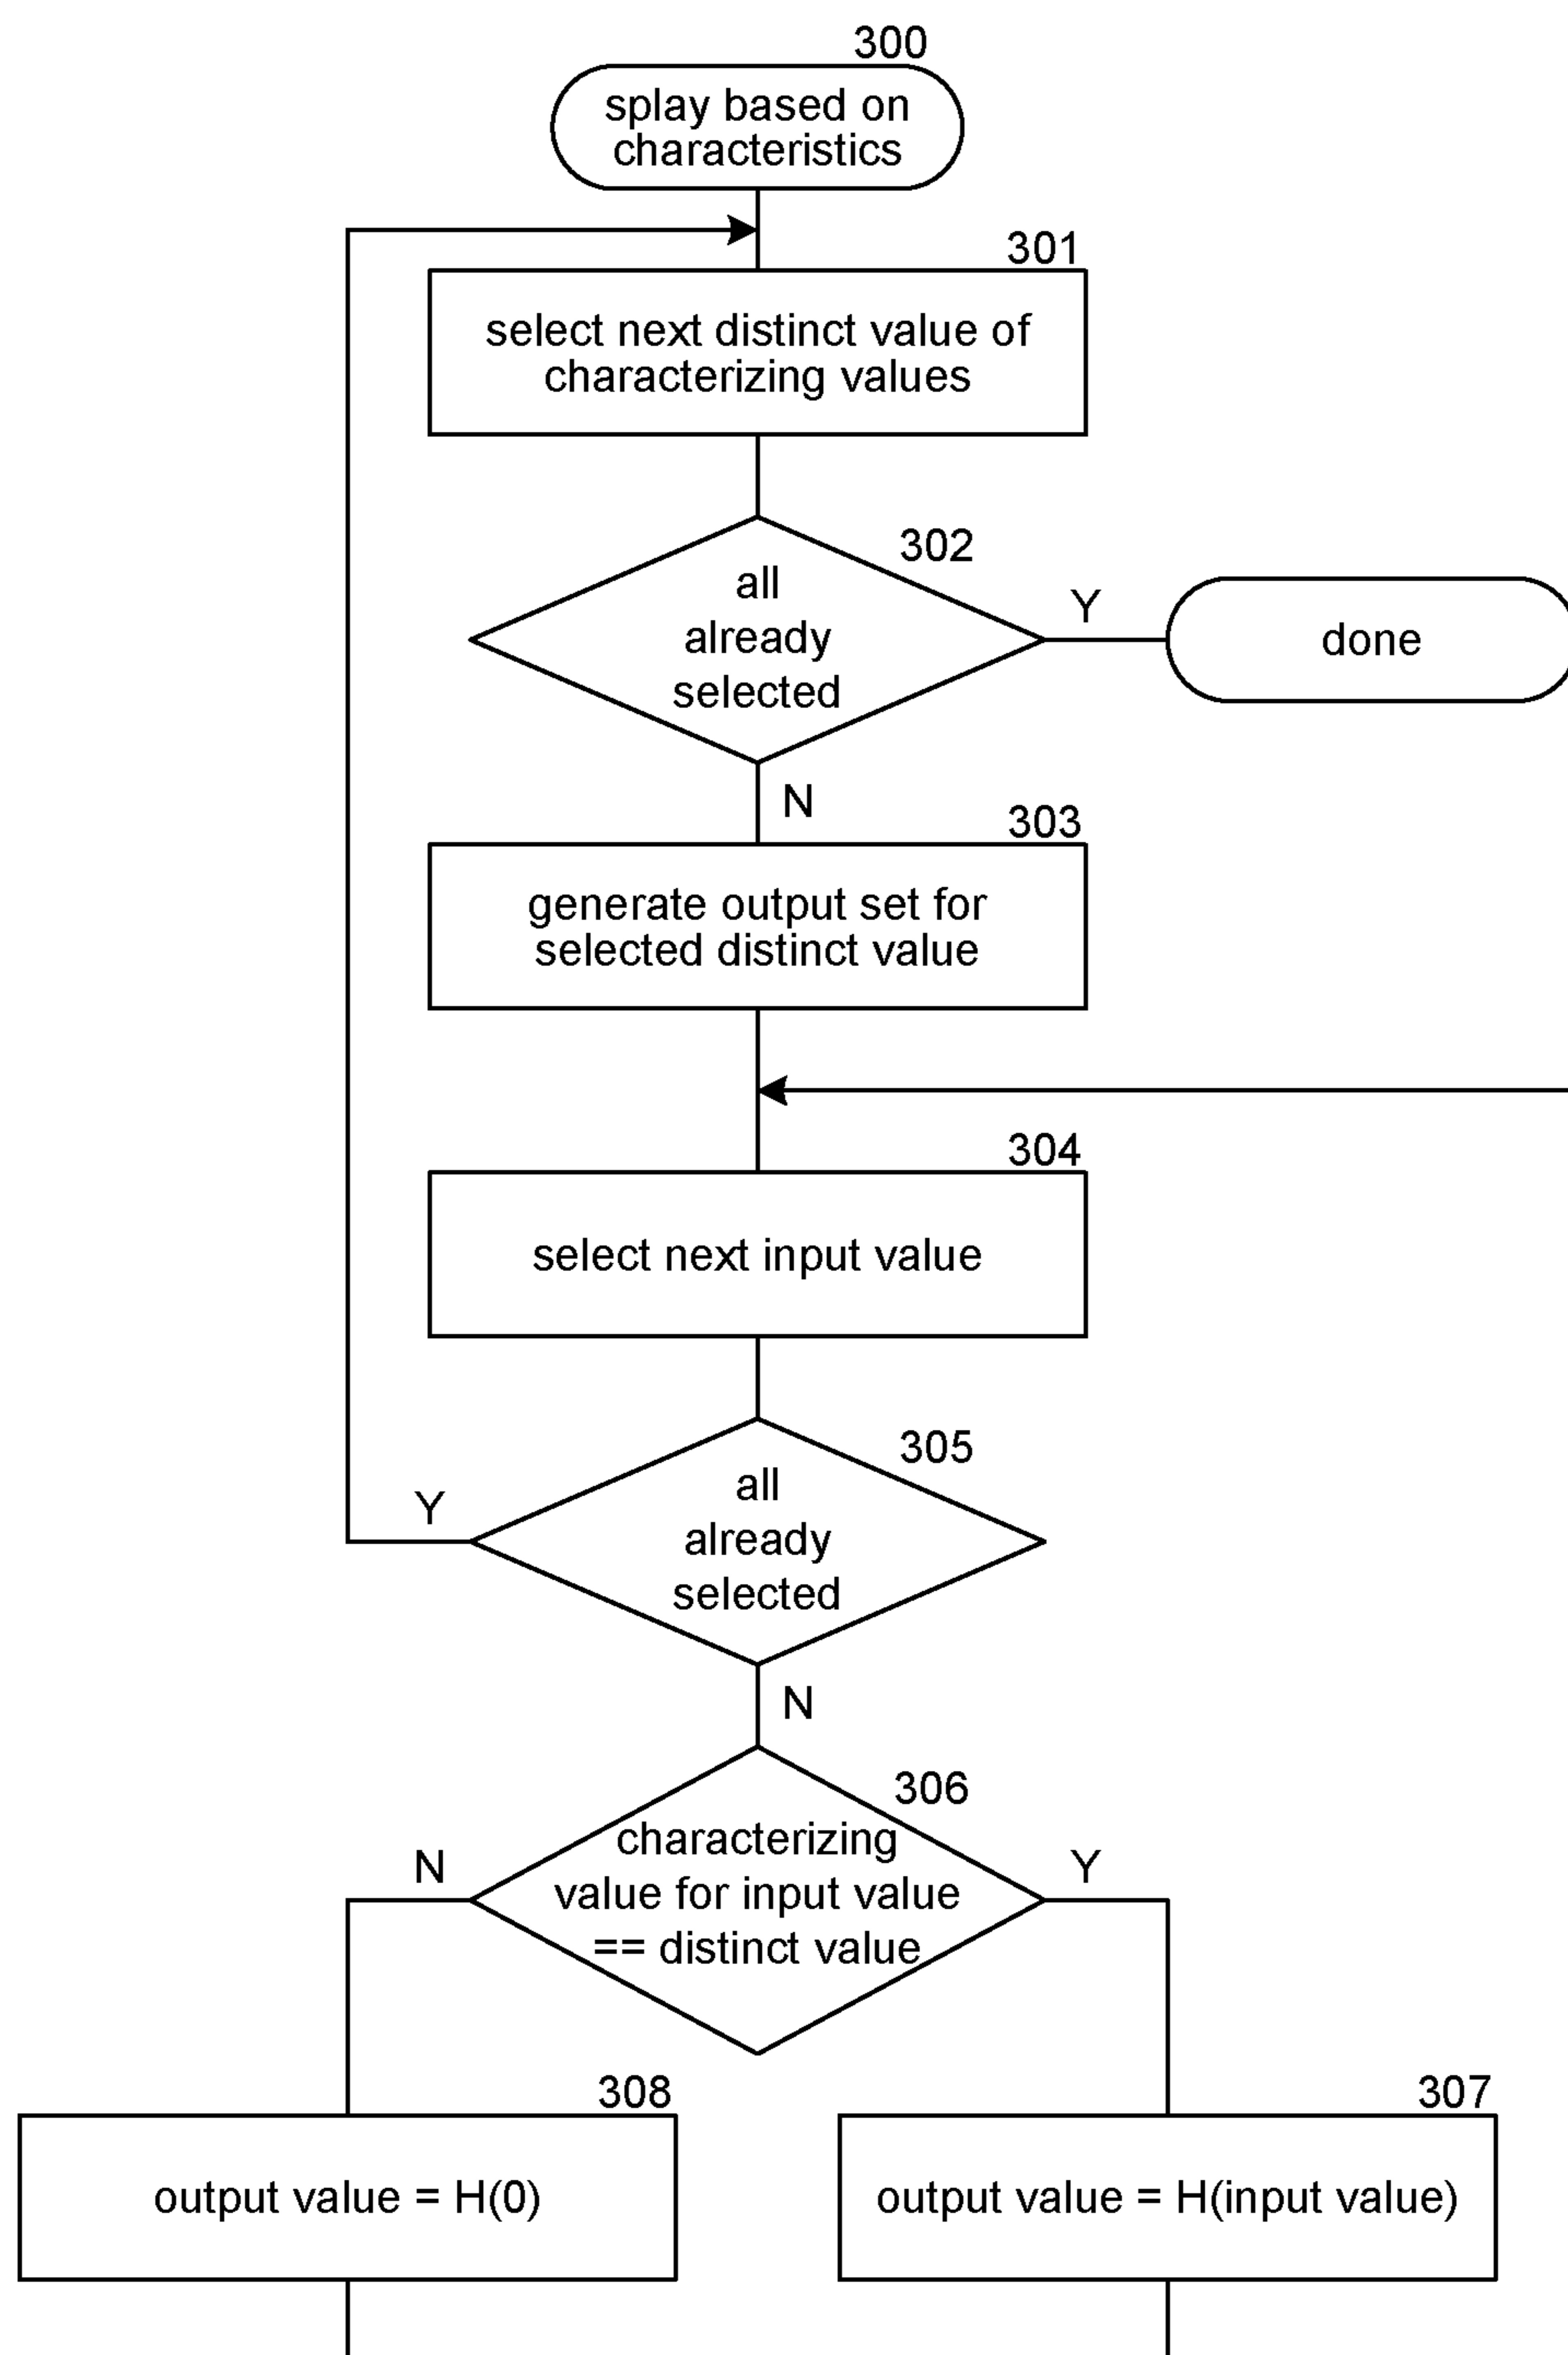 300
splay based on
characteristics
301
select next distinct value of
characterizing values
302
all
already
selected
Y
done
N
303
generate output set for
selected distinct value
304
select next input value
305
all
already
selected
Y
N
306
characterizing
value for input value
== distinct value
N
Y
308
output value = H(0)
307
output value = H(input value)